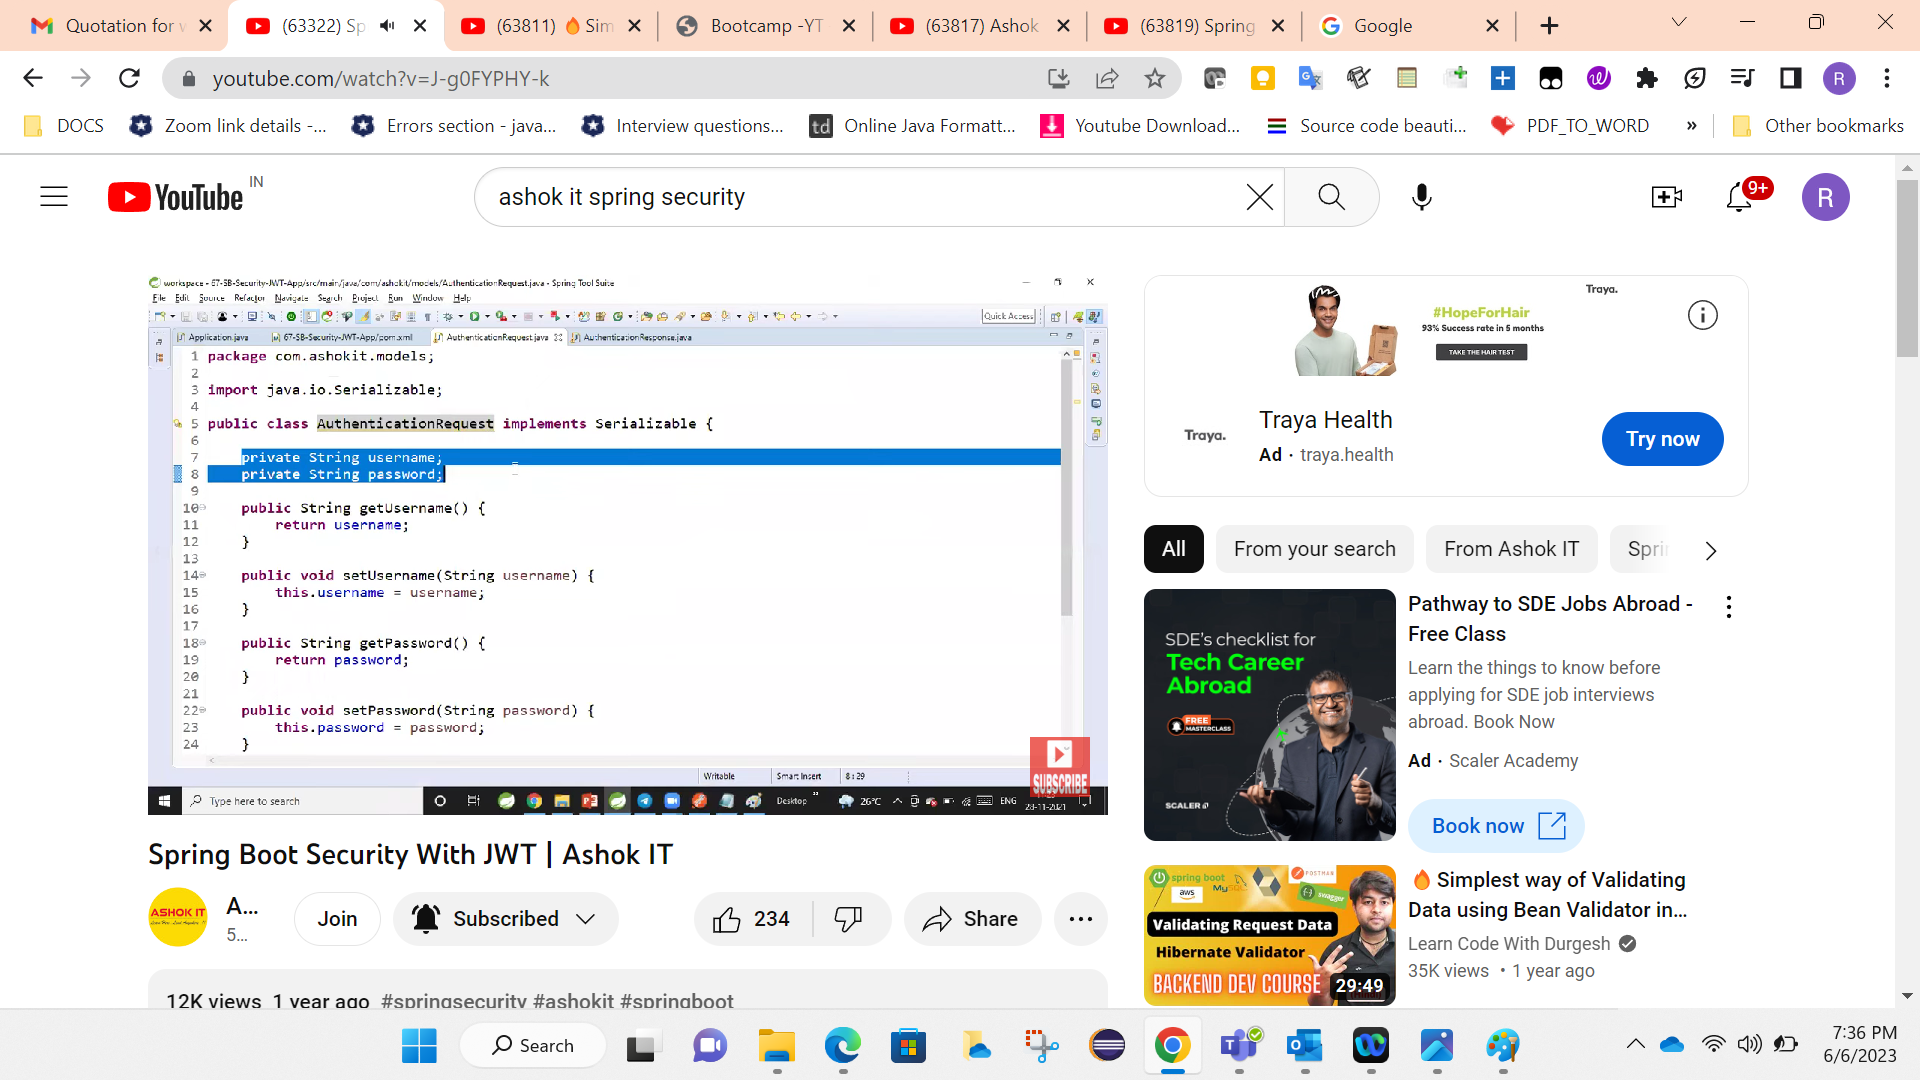 Quotation for
(63322) Sp
(63811) 🔥 Sim
Bootcamp -YT
(63817) Ashok
(63819) Spring
Google
youtube.com/watch?v=J-g0FYPHY-k
R
DOCS
Zoom link details -...
Errors section - java...
Interview questions...
td
Online Java Formatt...
Youtube Download...
Source code beauti...
PDF_TO_WORD
»
Other bookmarks
YouTube IN
ashok it spring security
9+
R
workspace - 67-SB-Security-JWT-App/src/main/java/com/ashokit/models/AuthenticationRequest.java - Spring Tool Suite
File Edit Source Refactor Navigate Search Project Run Window Help
Quick Access
Application.java
67-SB-Security-JWT-App/pom.xml
AuthenticationRequest.java
AuthenticationResponse.java
1 package com.ashokit.models;
2
3 import java.io.Serializable;
4
5 public class AuthenticationRequest implements Serializable {
6
7 private String username;
8 private String password;
9
10 public String getUsername() {
11 return username;
12 }
13
14 public void setUsername(String username) {
15 this.username = username;
16 }
17
18 public String getPassword() {
19 return password;
20 }
21
22 public void setPassword(String password) {
23 this.password = password;
24 }
Writable
Smart Insert
8 : 29
SUBSCRIBE
Type here to search
Desktop
26°C
ENG
28-11-2021
Spring Boot Security With JWT | Ashok IT
ASHOK IT
A...
5...
Join
Subscribed
234
Share
12K views 1 year ago #springsecurity #ashokit #springboot
Traya.
#HopeForHair
93% Success rate in 5 months
TAKE THE HAIR TEST
Traya.
Traya Health
Ad · traya.health
Try now
All
From your search
From Ashok IT
Sprin
SDE's checklist for
Tech Career
Abroad
FREE
MASTERCLASS
SCALER
Pathway to SDE Jobs Abroad -
Free Class
Learn the things to know before
applying for SDE job interviews
abroad. Book Now
Ad · Scaler Academy
Book now
spring boot
aws
MySQL
POSTMAN
swagger
Validating Request Data
Hibernate Validator
BACKEND DEV COURSE
29:49
🔥 Simplest way of Validating
Data using Bean Validator in...
Learn Code With Durgesh
35K views • 1 year ago
Search
7:36 PM
6/6/2023